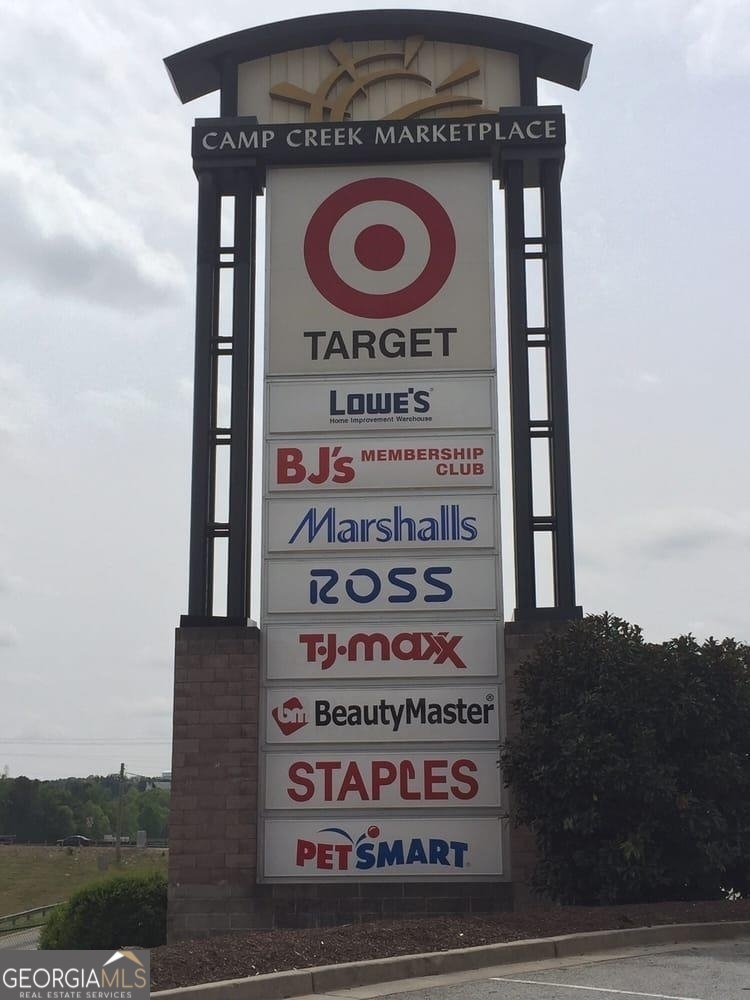 CAMP CREEK MARKETPLACE
TARGET
LOWE'S
Home Improvement Warehouse
BJ's MEMBERSHIP
CLUB
Marshalls
ROSS
T·J·maxx
bm BeautyMaster®
STAPLES
PETSMART
GEORGIAMLS
REAL ESTATE SERVICES